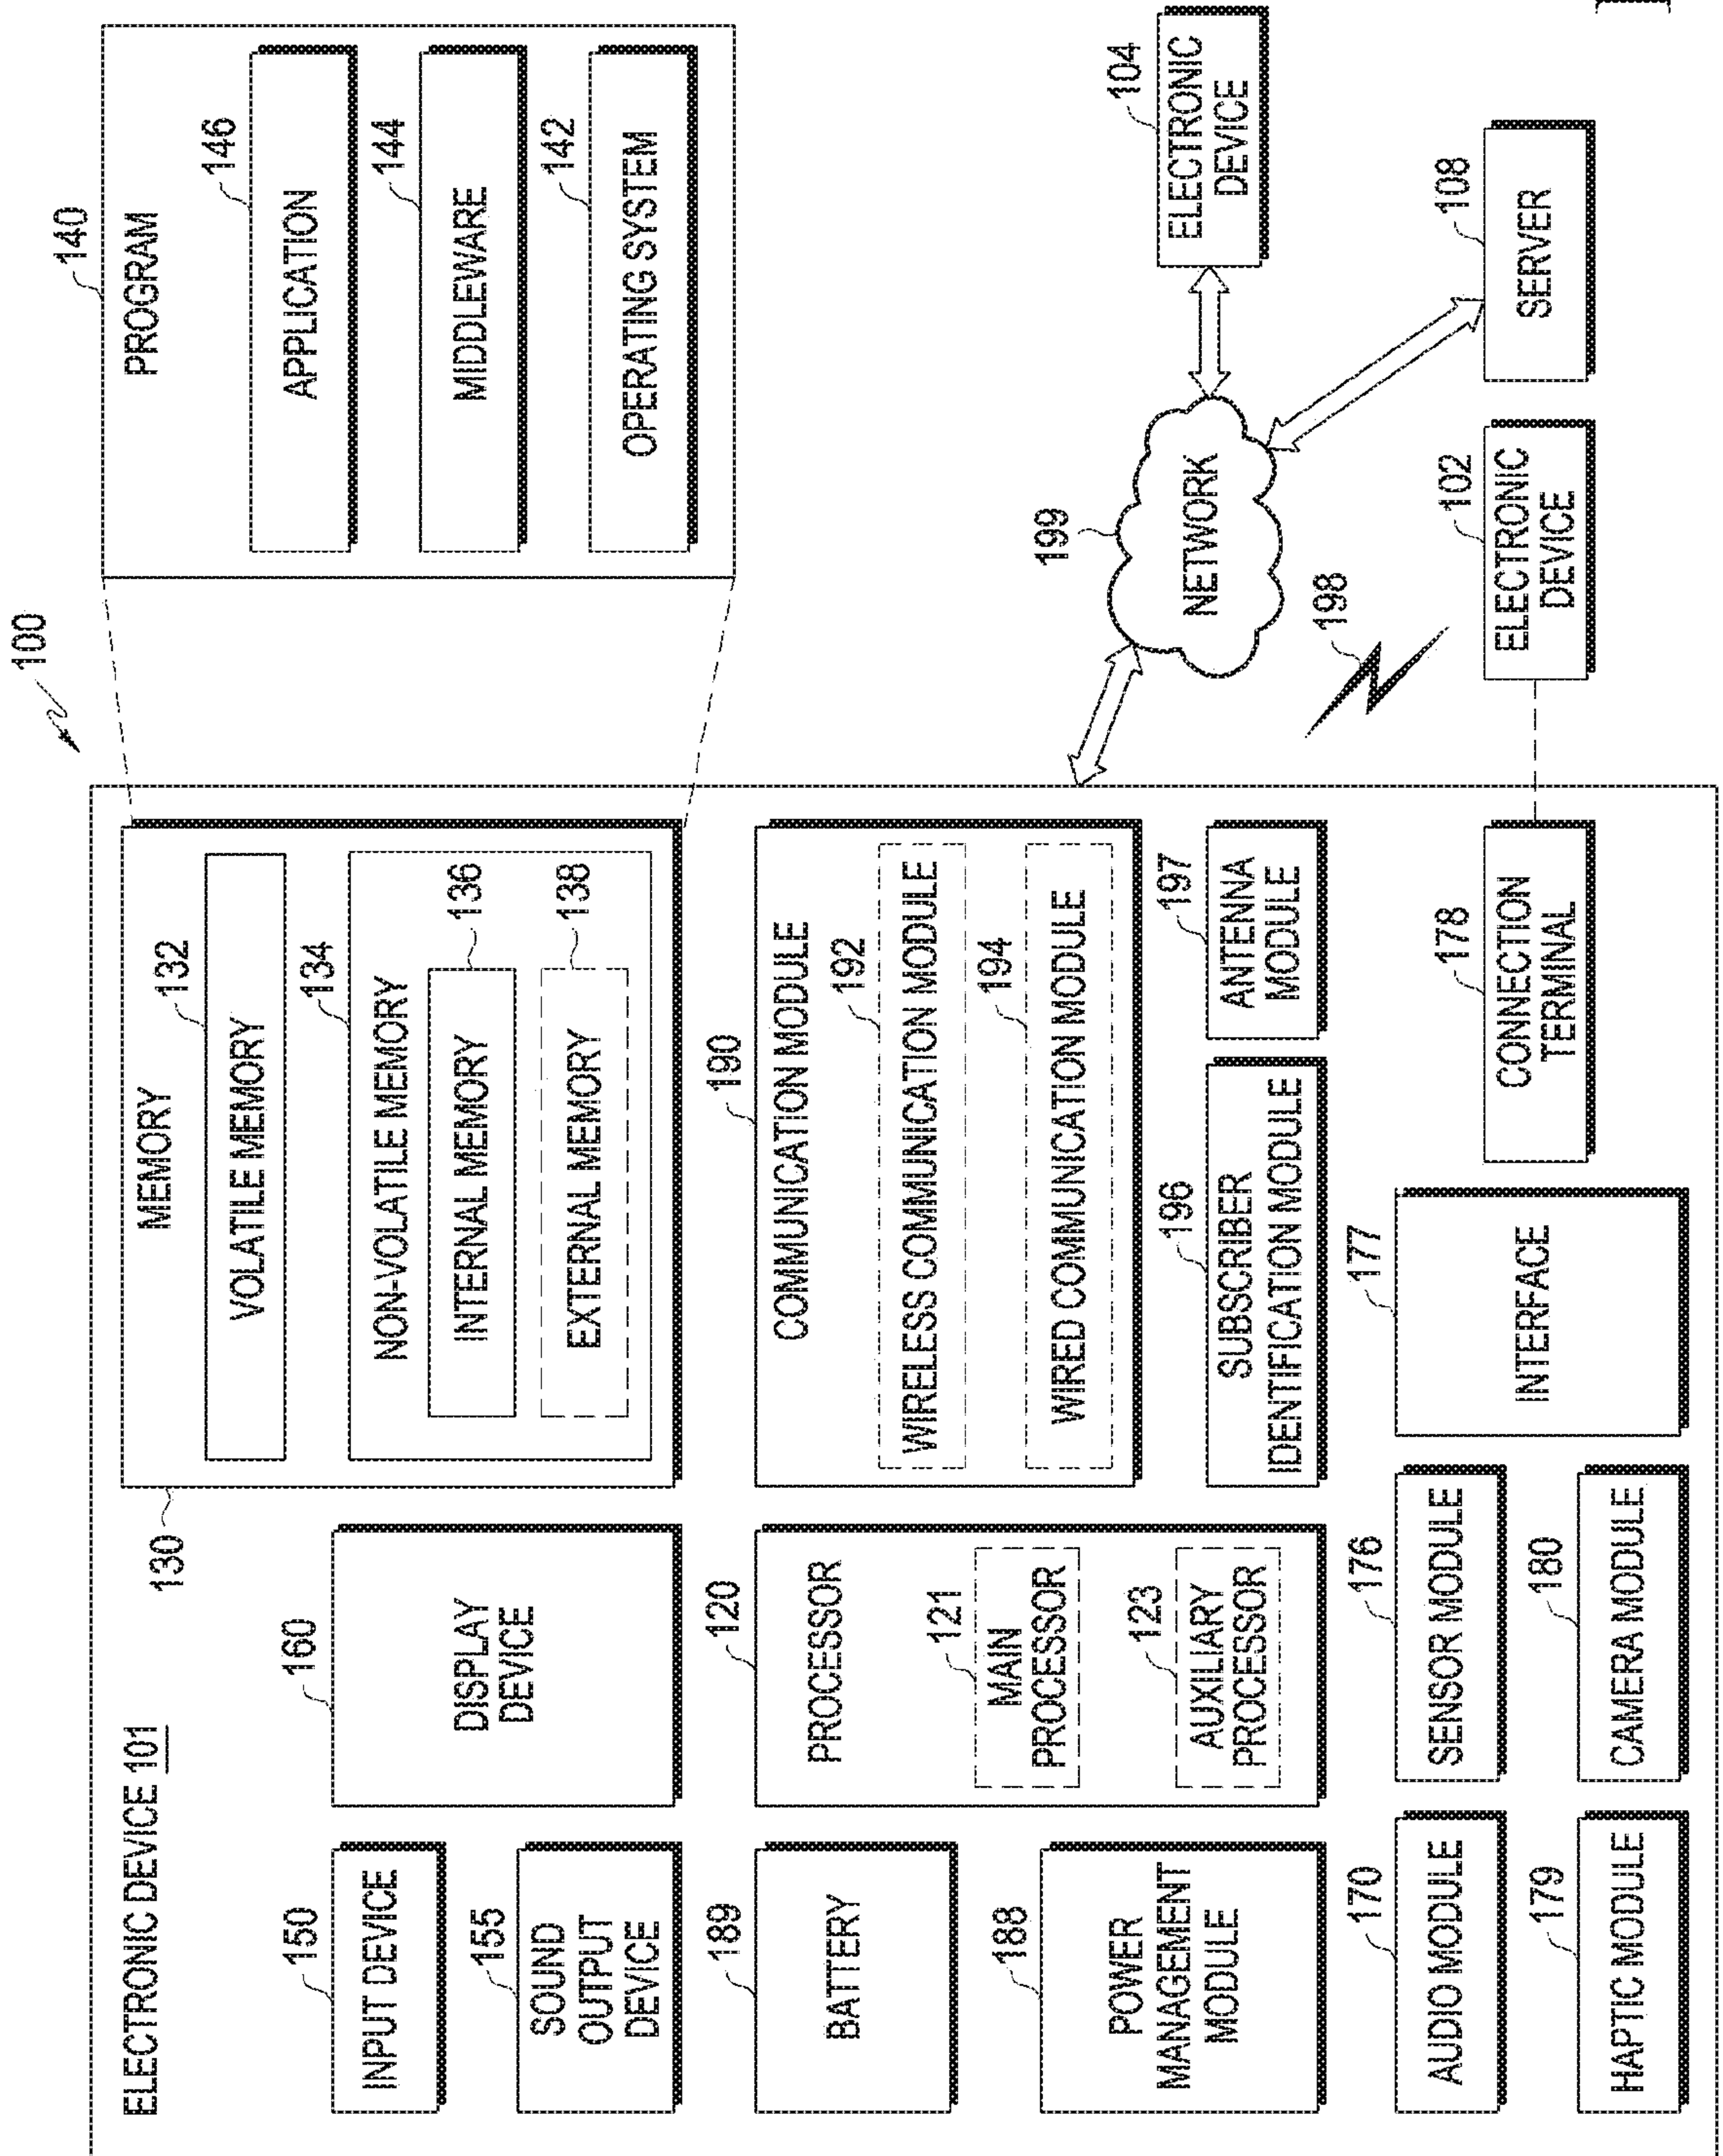 100
ELECTRONIC DEVICE 101
150
INPUT DEVICE
155
SOUND
OUTPUT
DEVICE
160
DISPLAY
DEVICE
130
MEMORY
132
VOLATILE MEMORY
134
NON-VOLATILE MEMORY
136
INTERNAL MEMORY
138
EXTERNAL MEMORY
140
PROGRAM
146
APPLICATION
144
MIDDLEWARE
142
OPERATING SYSTEM
189
BATTERY
188
POWER
MANAGEMENT
MODULE
120
PROCESSOR
121
MAIN
PROCESSOR
123
AUXILIARY
PROCESSOR
190
COMMUNICATION MODULE
192
WIRELESS COMMUNICATION MODULE
194
WIRED COMMUNICATION MODULE
196
SUBSCRIBER
IDENTIFICATION MODULE
197
ANTENNA
MODULE
170
AUDIO MODULE
176
SENSOR MODULE
179
HAPTIC MODULE
180
CAMERA MODULE
177
INTERFACE
178
CONNECTION
TERMINAL
199
NETWORK
198
104
ELECTRONIC
DEVICE
102
ELECTRONIC
DEVICE
108
SERVER